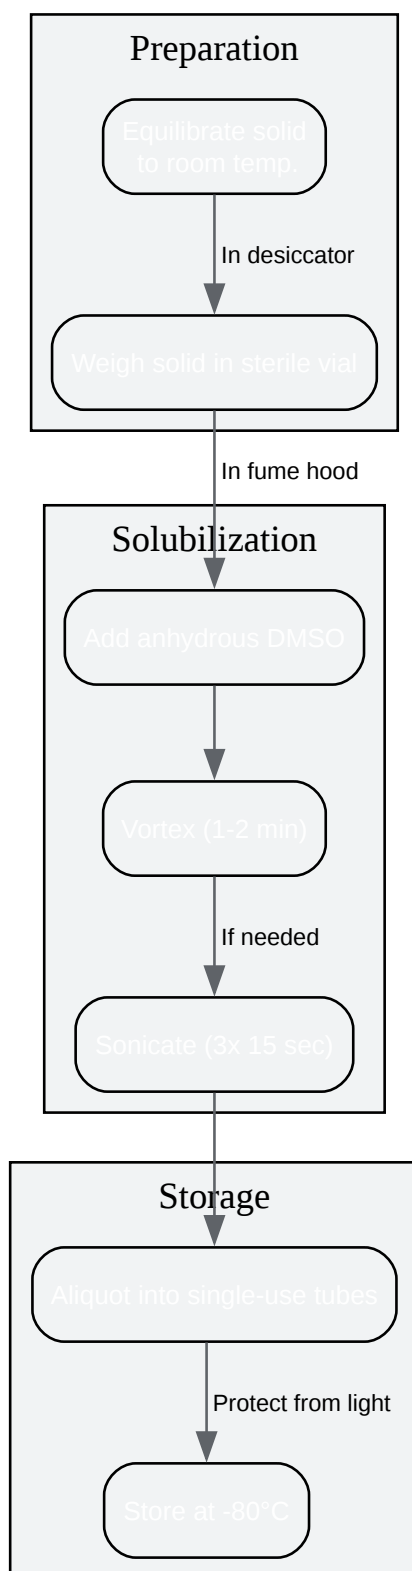 Preparation
Equilibrate solid
to room temp.
In desiccator
Weigh solid in sterile vial
In fume hood
Solubilization
Add anhydrous DMSO
Vortex (1-2 min)
If needed
Sonicate (3x 15 sec)
Storage
Aliquot into single-use tubes
Protect from light
Store at -80°C